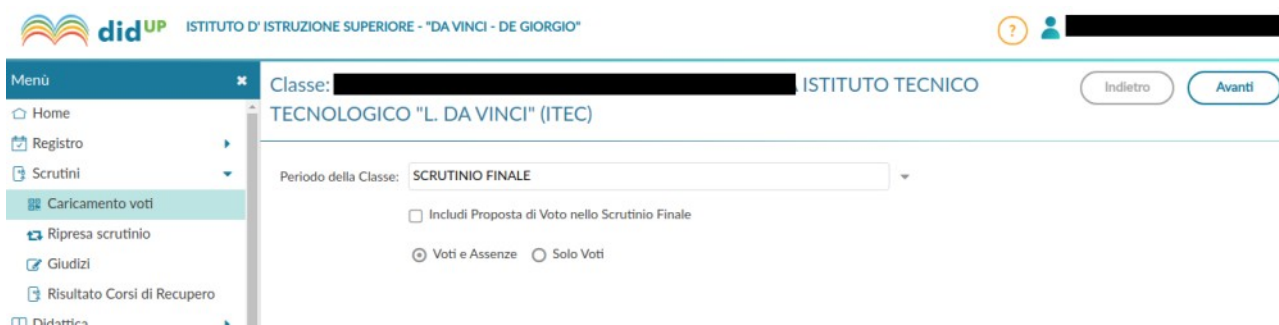 didUP
ISTITUTO D' ISTRUZIONE SUPERIORE - "DA VINCI - DE GIORGIO"
?
Menù
Home
Registro
Scrutini
Caricamento voti
Ripresa scrutinio
Giudizi
Risultato Corsi di Recupero
Didattica
Classe: ISTITUTO TECNICO
TECNOLOGICO "L. DA VINCI" (ITEC)
Indietro
Avanti
Periodo della Classe: SCRUTINIO FINALE
Includi Proposta di Voto nello Scrutinio Finale
Voti e Assenze Solo Voti